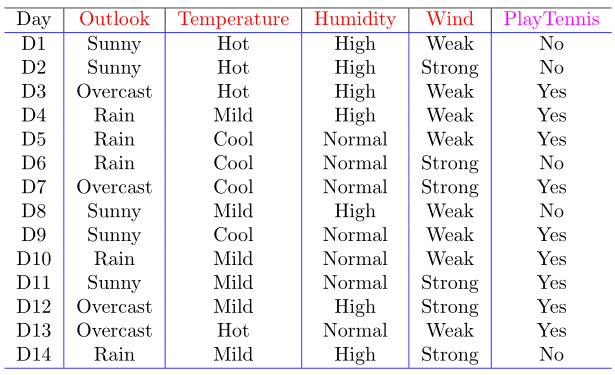 Day Outlook Temperature Humidity Wind PlayTennis
D1 Sunny Hot High Weak No
D2 Sunny Hot High Strong No
D3 Overcast Hot High Weak Yes
D4 Rain Mild High Weak Yes
D5 Rain Cool Normal Weak Yes
D6 Rain Cool Normal Strong No
D7 Overcast Cool Normal Strong Yes
D8 Sunny Mild High Weak No
D9 Sunny Cool Normal Weak Yes
D10 Rain Mild Normal Weak Yes
D11 Sunny Mild Normal Strong Yes
D12 Overcast Mild High Strong Yes
D13 Overcast Hot Normal Weak Yes
D14 Rain Mild High Strong No